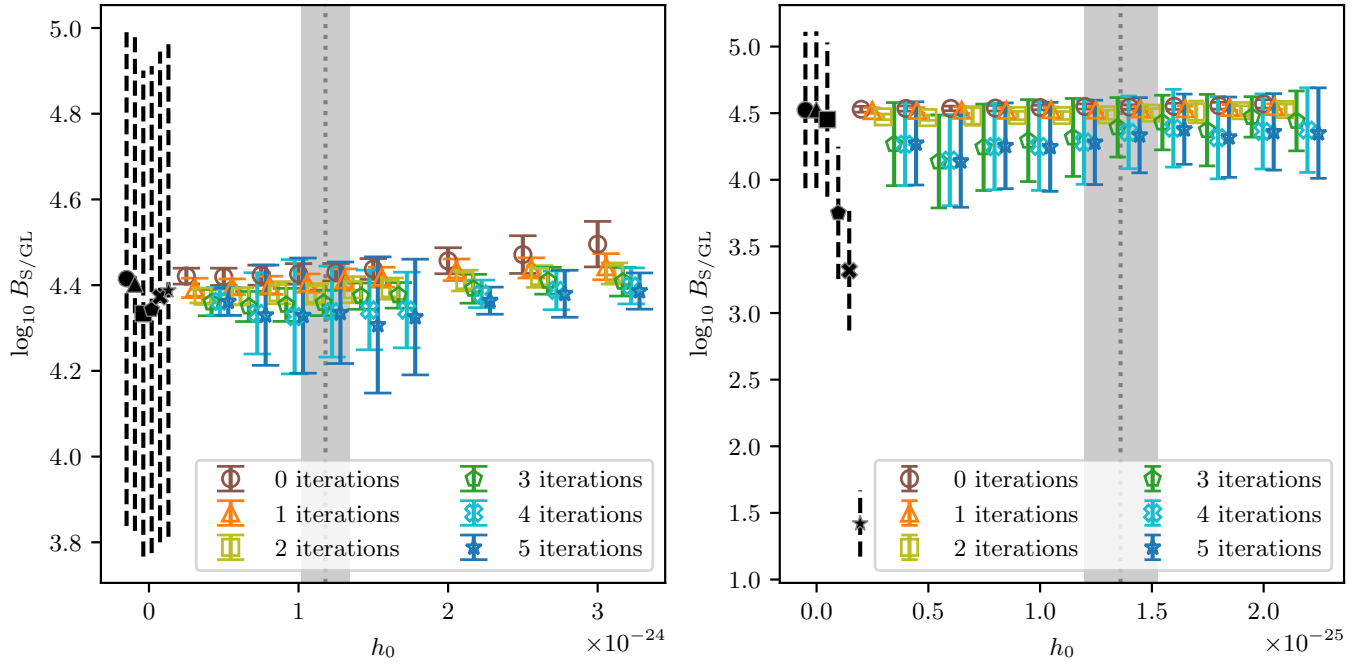 5.0
4.8
4.6
4.4
4.2
4.0
3.8
log₁₀ B_S/GL
0 iterations
1 iterations
2 iterations
3 iterations
4 iterations
5 iterations
0
1
2
3
×10⁻²⁴
h₀
5.0
4.5
4.0
3.5
3.0
2.5
2.0
1.5
1.0
log₁₀ B_S/GL
0 iterations
1 iterations
2 iterations
3 iterations
4 iterations
5 iterations
0.0
0.5
1.0
1.5
2.0
×10⁻²⁵
h₀